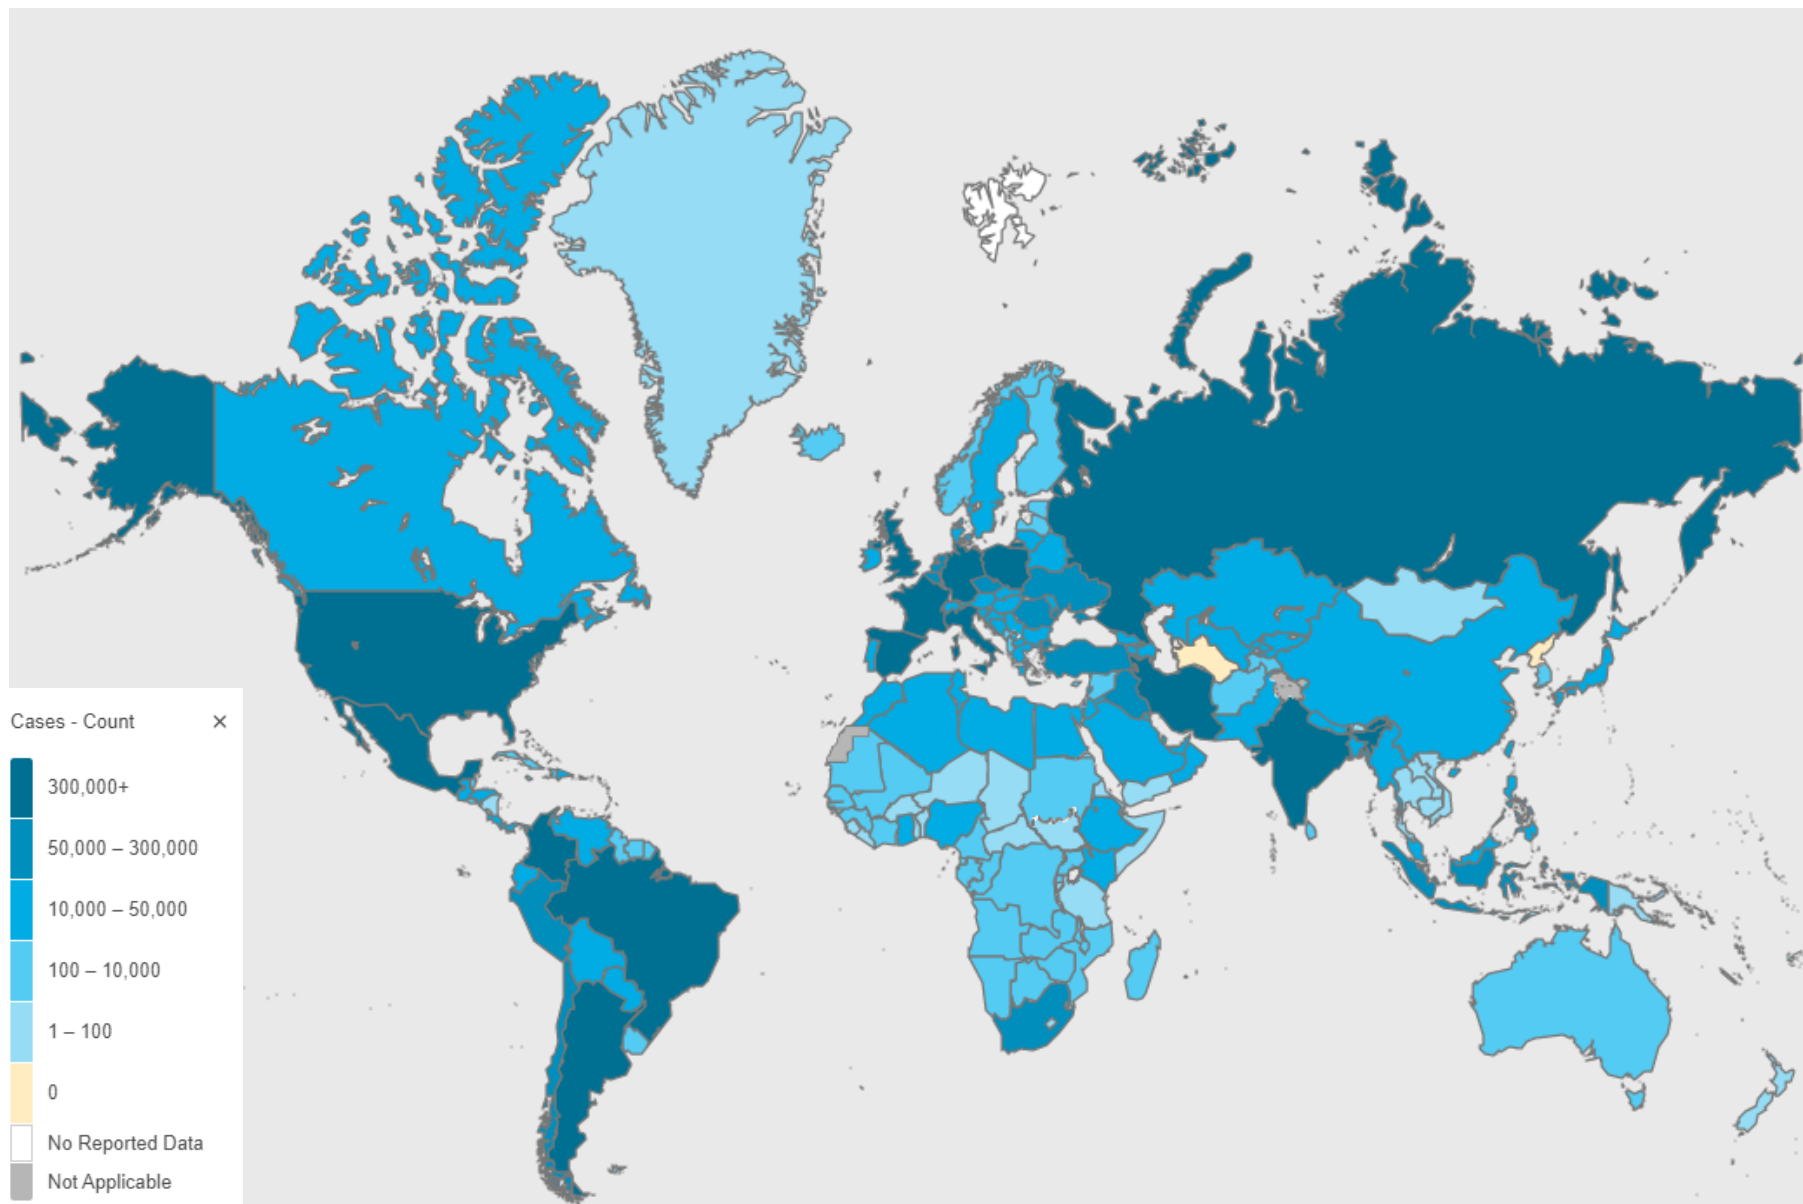 Cases - Count ×
300,000+
50,000 – 300,000
10,000 – 50,000
100 – 10,000
1 – 100
0
No Reported Data
Not Applicable